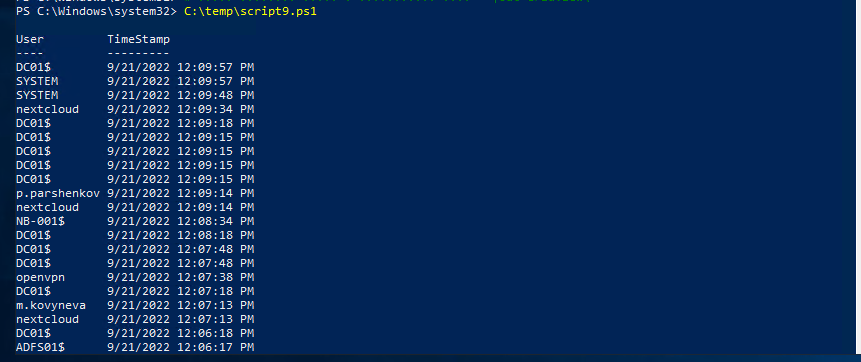 PS C:\Windows\system32> C:\temp\script9.ps1
User TimeStamp
---- ---------
DC01$ 9/21/2022 12:09:57 PM
SYSTEM 9/21/2022 12:09:57 PM
SYSTEM 9/21/2022 12:09:48 PM
nextcloud 9/21/2022 12:09:34 PM
DC01$ 9/21/2022 12:09:18 PM
DC01$ 9/21/2022 12:09:15 PM
DC01$ 9/21/2022 12:09:15 PM
DC01$ 9/21/2022 12:09:15 PM
DC01$ 9/21/2022 12:09:14 PM
p.parshenkov 9/21/2022 12:09:14 PM
nextcloud 9/21/2022 12:09:14 PM
NB-001$ 9/21/2022 12:08:34 PM
DC01$ 9/21/2022 12:08:18 PM
DC01$ 9/21/2022 12:07:48 PM
DC01$ 9/21/2022 12:07:48 PM
openvpn 9/21/2022 12:07:38 PM
DC01$ 9/21/2022 12:07:18 PM
m.kovyneva 9/21/2022 12:07:13 PM
nextcloud 9/21/2022 12:07:13 PM
DC01$ 9/21/2022 12:06:18 PM
ADFS01$ 9/21/2022 12:06:17 PM